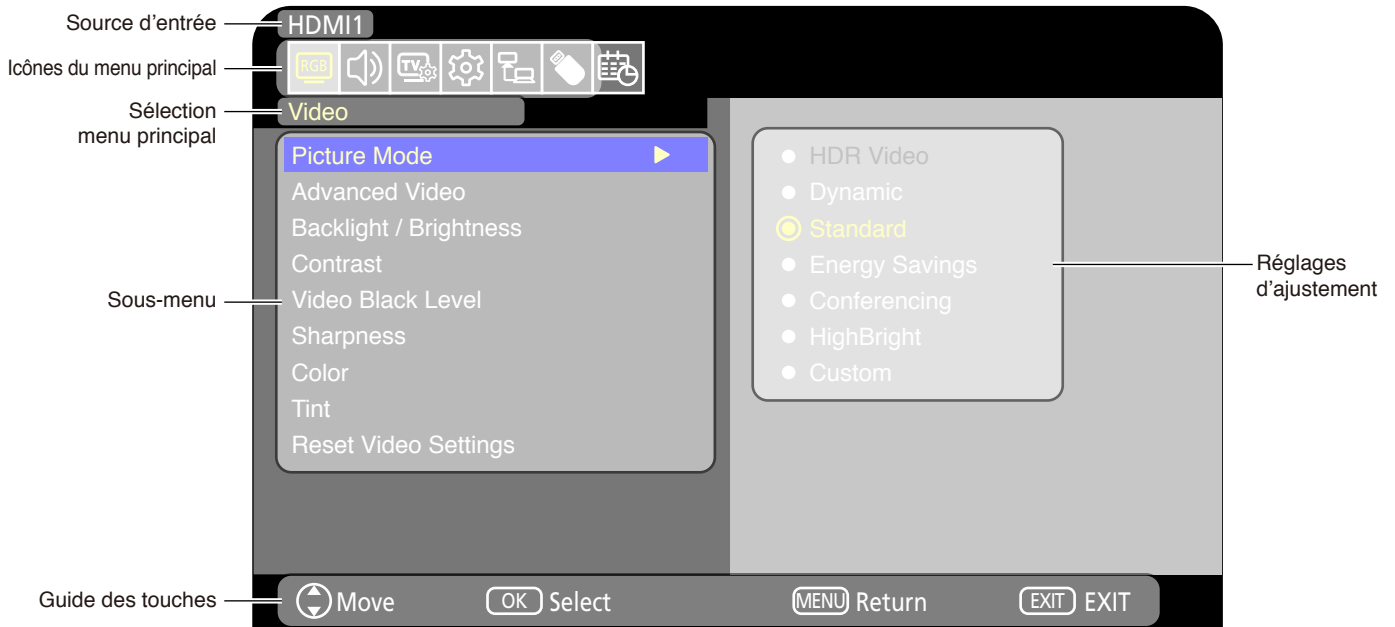 Source d’entrée
HDMI1
Icônes du menu principal
RGB
TV
Sélection
menu principal
Video
Picture Mode
Advanced Video
Backlight / Brightness
Contrast
Sous-menu
Video Black Level
Sharpness
Color
Tint
Reset Video Settings
HDR Video
Dynamic
Standard
Energy Savings
Conferencing
HighBright
Custom
Réglages
d’ajustement
Guide des touches
Move
OK Select
MENU Return
EXIT EXIT